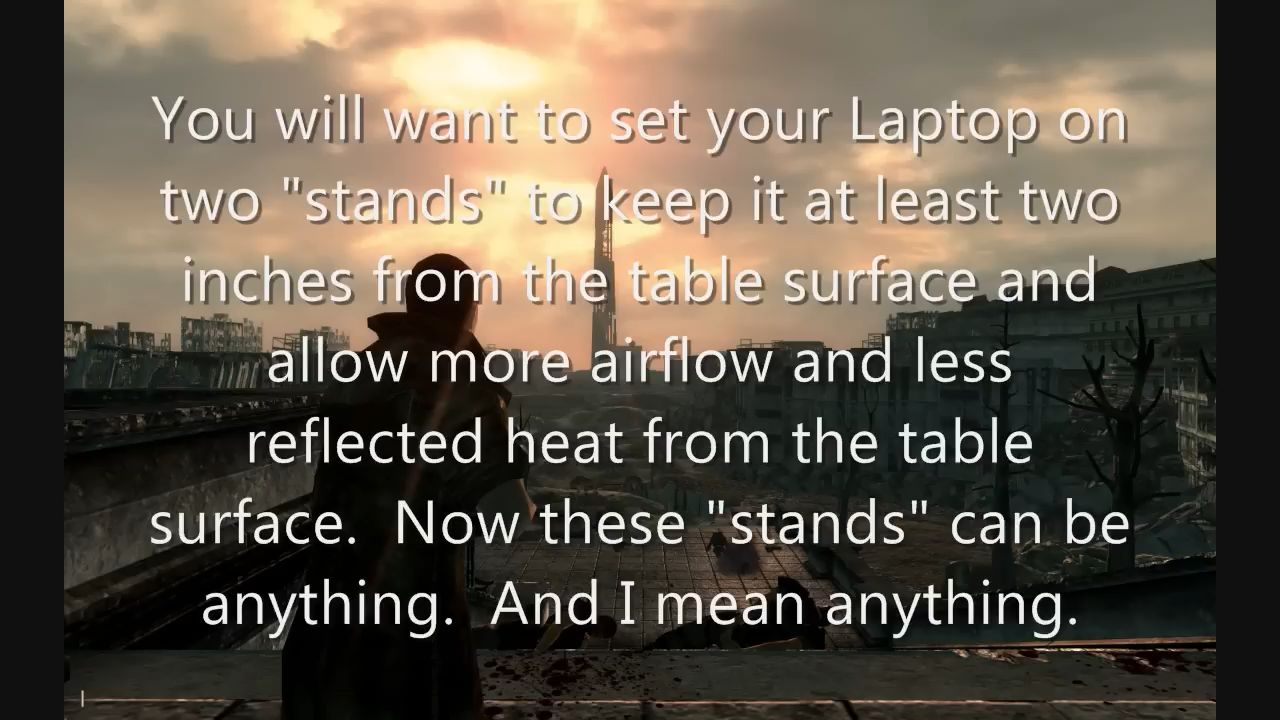 You will want to set your Laptop on
two "stands" to keep it at least two
inches from the table surface and
allow more airflow and less
reflected heat from the table
surface.  Now these "stands" can be
anything.  And I mean anything.